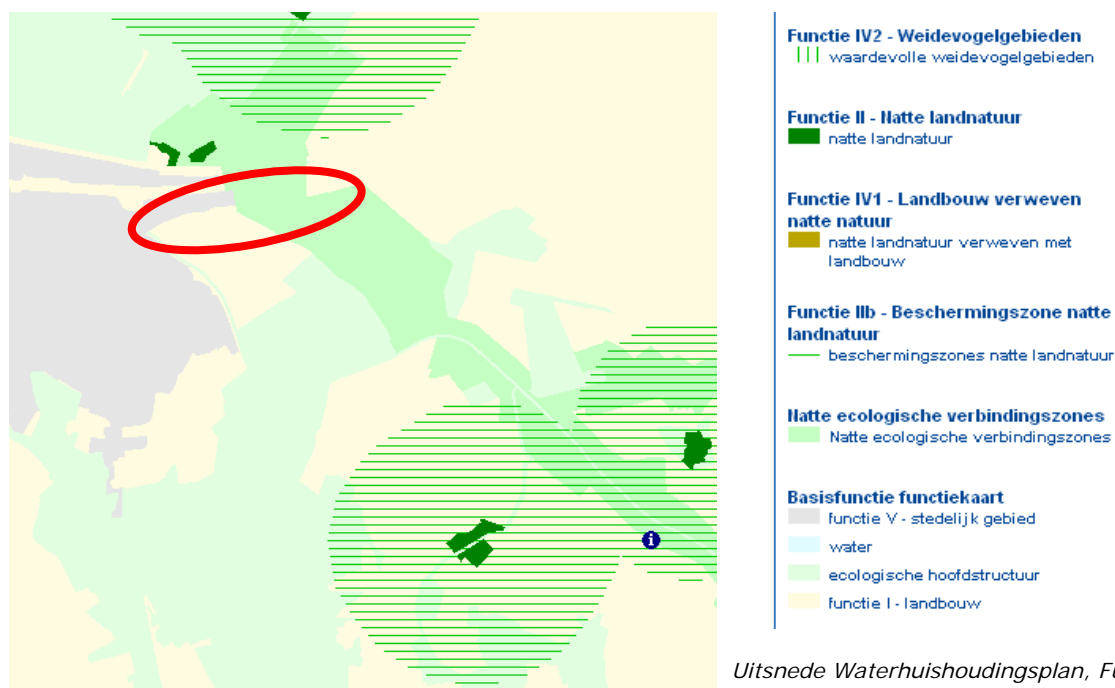 Functie IV2 - Weidevogelgebieden
waardevolle weidevogelgebieden
Functie II - Natte landnatuur
natte landnatuur
Functie IV1 - Landbouw verweven
natte natuur
natte landnatuur verweven met
landbouw
Functie IIb - Beschermingszone natte
landnatuur
beschermingszones natte landnatuur
Natte ecologische verbindingszones
Natte ecologische verbindingszones
Basisfunctie functiekaart
functie V - stedelijk gebied
water
ecologische hoofdstructuur
functie I - landbouw
i
Uitsnede Waterhuishoudingsplan,